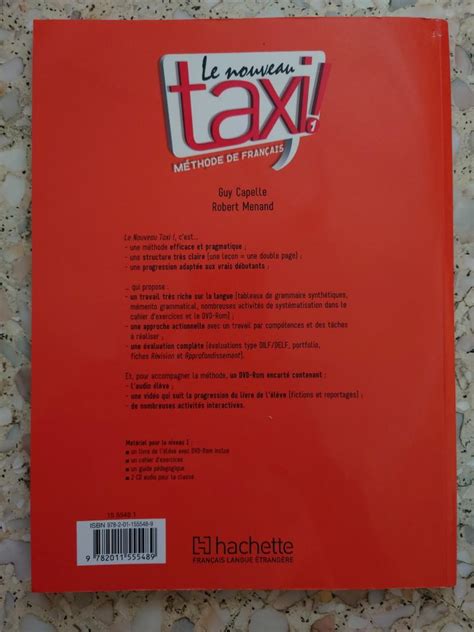 Le nouveau
taxi!
1
MÉTHODE DE FRANÇAIS
Guy Capelle
Robert Menand
Le Nouveau Taxi !, c'est...
- une méthode efficace et pragmatique ;
- une structure très claire (une leçon = une double page) ;
- une progression adaptée aux vrais débutants ;
... qui propose :
- un travail très riche sur la langue (tableaux de grammaire synthétiques,
mémento grammatical, nombreuses activités de systématisation dans le
cahier d'exercices et le DVD-Rom) ;
- une approche actionnelle avec un travail par compétences et des tâches
à réaliser ;
- une évaluation complète (évaluations type DILF/DELF, portfolio,
fiches Révision et Approfondissement).
Et, pour accompagner la méthode, un DVD-Rom encarté contenant :
- l'audio élève ;
- une vidéo qui suit la progression du livre de l'élève (fictions et reportages) ;
- de nombreuses activités interactives.
Matériel pour le niveau 1 :
un livre de l'élève avec DVD-Rom inclus
un cahier d'exercices
un guide pédagogique
2 CD audio pour la classe
15 5548 1
ISBN 978-2-01-155548-9
9 782011 555489
hachette
FRANÇAIS LANGUE ÉTRANGÈRE